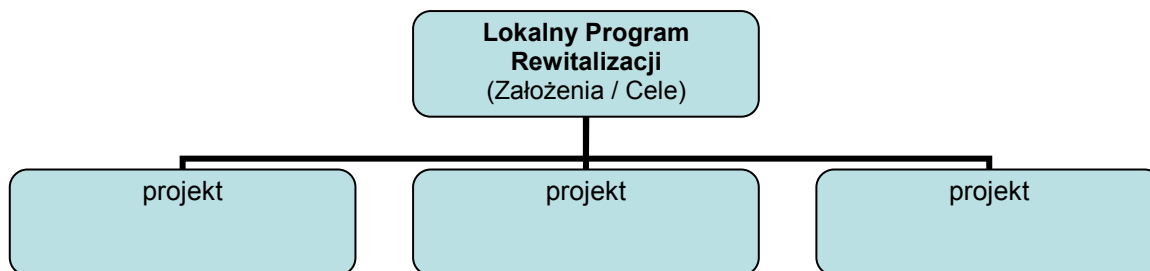 Lokalny Program
Rewitalizacji
(Założenia / Cele)
projekt
projekt
projekt